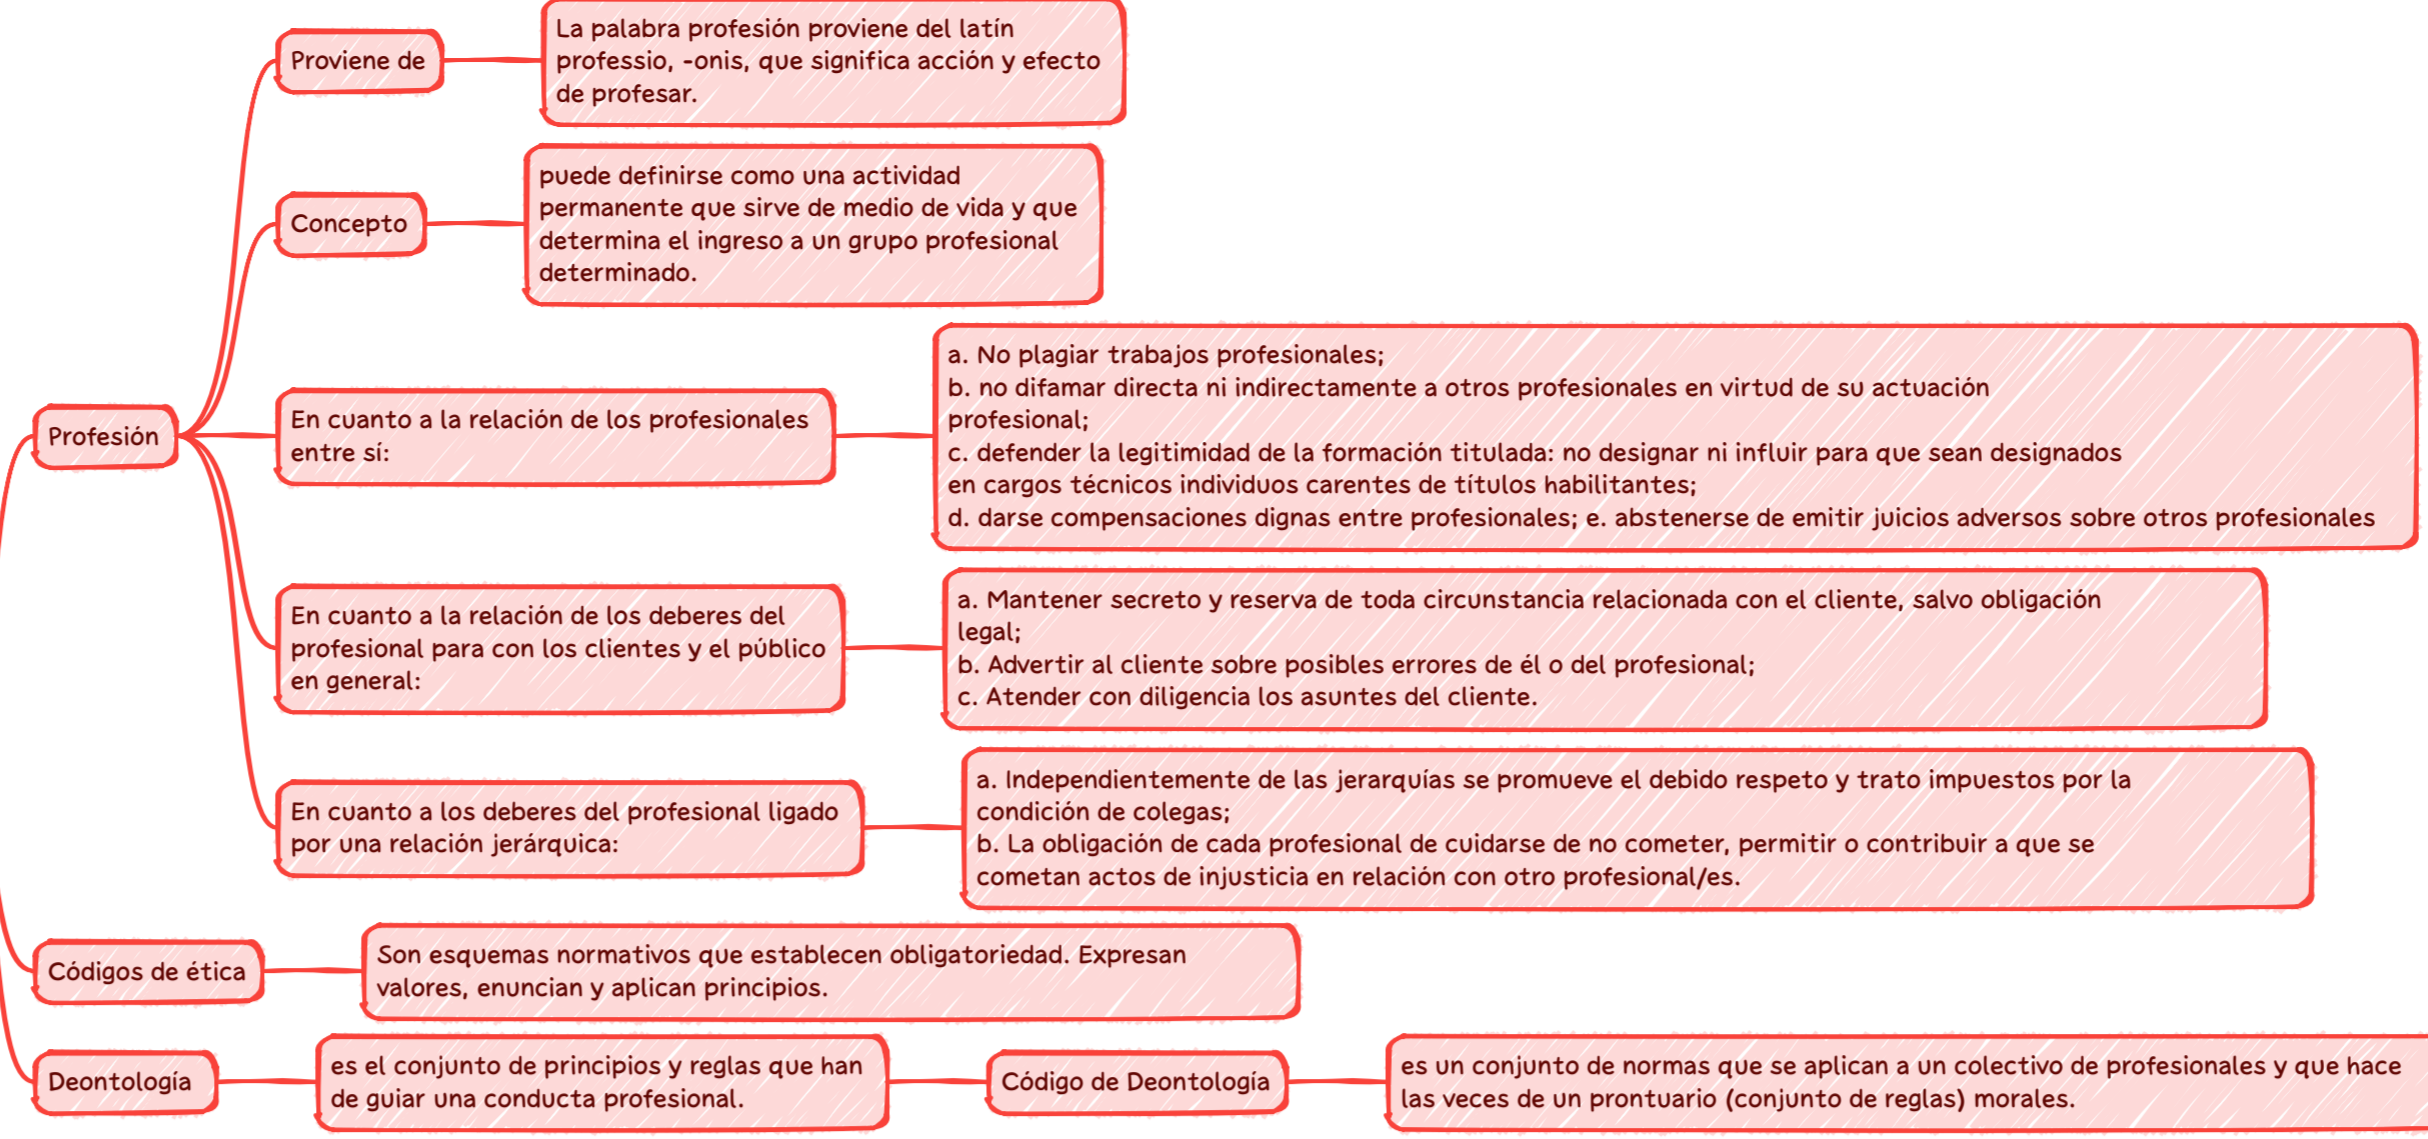 La palabra profesión proviene del latín
professio, -onis, que significa acción y efecto
de profesar.
Proviene de
puede definirse como una actividad
permanente que sirve de medio de vida y que
determina el ingreso a un grupo profesional
determinado.
Concepto
Profesión
En cuanto a la relación de los profesionales
entre sí:
a. No plagiar trabajos profesionales;
b. no difamar directa ni indirectamente a otros profesionales en virtud de su actuación
profesional;
c. defender la legitimidad de la formación titulada: no designar ni influir para que sean designados
en cargos técnicos individuos carentes de títulos habilitantes;
d. darse compensaciones dignas entre profesionales; e. abstenerse de emitir juicios adversos sobre otros profesionales
En cuanto a la relación de los deberes del
profesional para con los clientes y el público
en general:
a. Mantener secreto y reserva de toda circunstancia relacionada con el cliente, salvo obligación
legal;
b. Advertir al cliente sobre posibles errores de él o del profesional;
c. Atender con diligencia los asuntes del cliente.
En cuanto a los deberes del profesional ligado
por una relación jerárquica:
a. Independientemente de las jerarquías se promueve el debido respeto y trato impuestos por la
condición de colegas;
b. La obligación de cada profesional de cuidarse de no cometer, permitir o contribuir a que se
cometan actos de injusticia en relación con otro profesional/es.
Códigos de ética
Son esquemas normativos que establecen obligatoriedad. Expresan
valores, enuncian y aplican principios.
Deontología
es el conjunto de principios y reglas que han
de guiar una conducta profesional.
Código de Deontología
es un conjunto de normas que se aplican a un colectivo de profesionales y que hace
las veces de un prontuario (conjunto de reglas) morales.